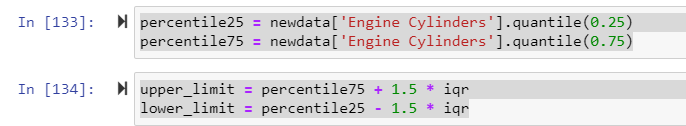 In [133]: percentile25 = newdata['Engine Cylinders'].quantile(0.25)
percentile75 = newdata['Engine Cylinders'].quantile(0.75)
In [134]: upper_limit = percentile75 + 1.5 * iqr
lower_limit = percentile25 - 1.5 * iqr